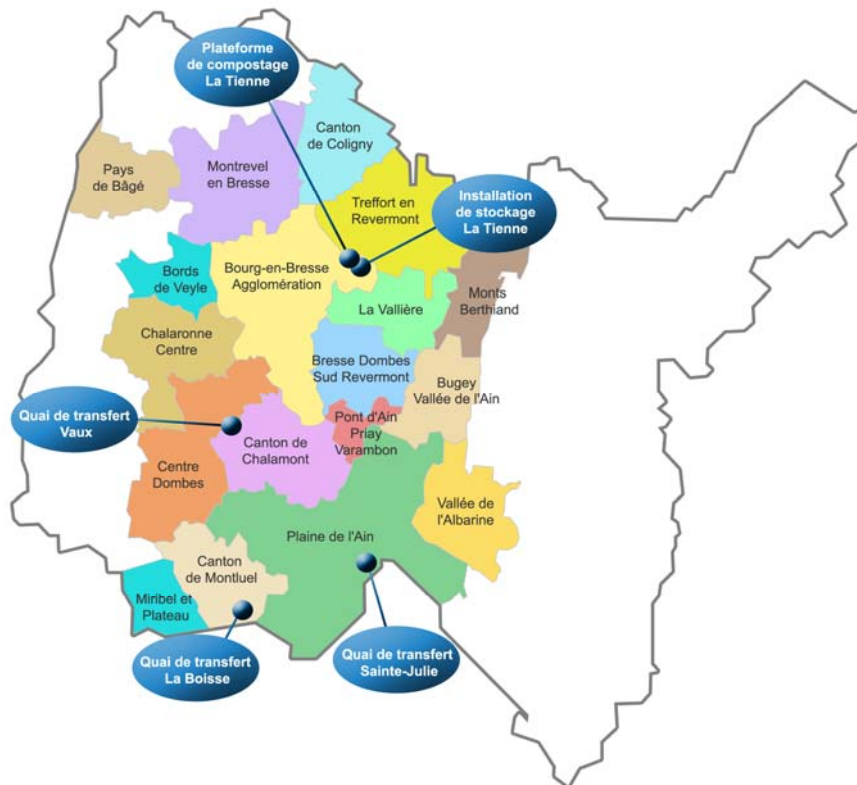 Plateforme
de compostage
La Tienne
Canton
de Coligny
Pays
de Bâgé
Montrevel
en Bresse
Treffort en
Revermont
Installation
de stockage
La Tienne
Bords
de Veyle
Bourg-en-Bresse
Agglomération
La Vallière
Monts
Berthiand
Chalaronne
Centre
Bresse Dombes
Sud Revermont
Bugey
Vallée de l'Ain
Quai de transfert
Vaux
Pont d'Ain
Priay
Varambon
Canton de
Chalamont
Centre
Dombes
Vallée de
l'Albarine
Plaine de l'Ain
Canton
de Montluel
Miribel et
Plateau
Quai de transfert
La Boisse
Quai de transfert
Sainte-Julie